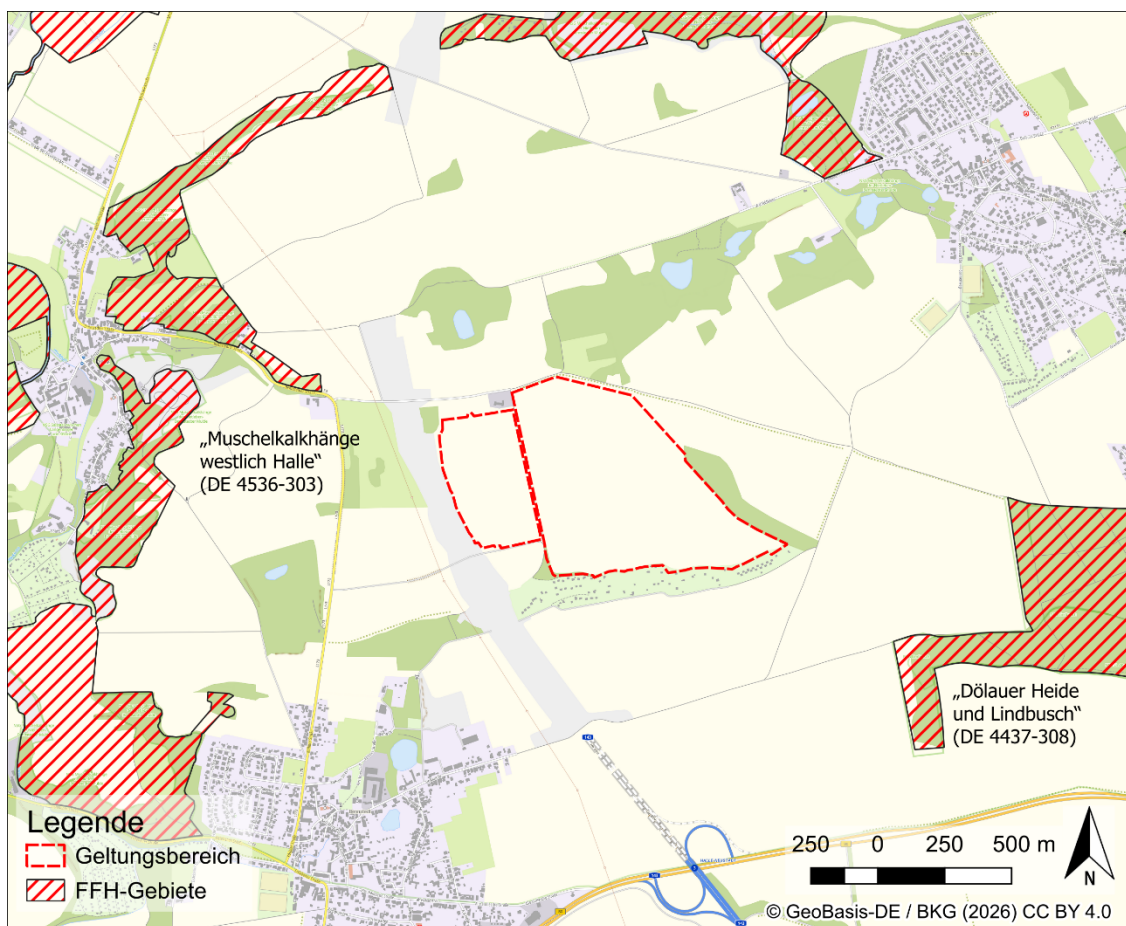 „Muschelkalkhänge
westlich Halle“
(DE 4536-303)
„Dölauer Heide
und Lindbusch“
(DE 4437-308)
Legende
Geltungsbereich
FFH-Gebiete
250 0 250 500 m
N
© GeoBasis-DE / BKG (2026) CC BY 4.0